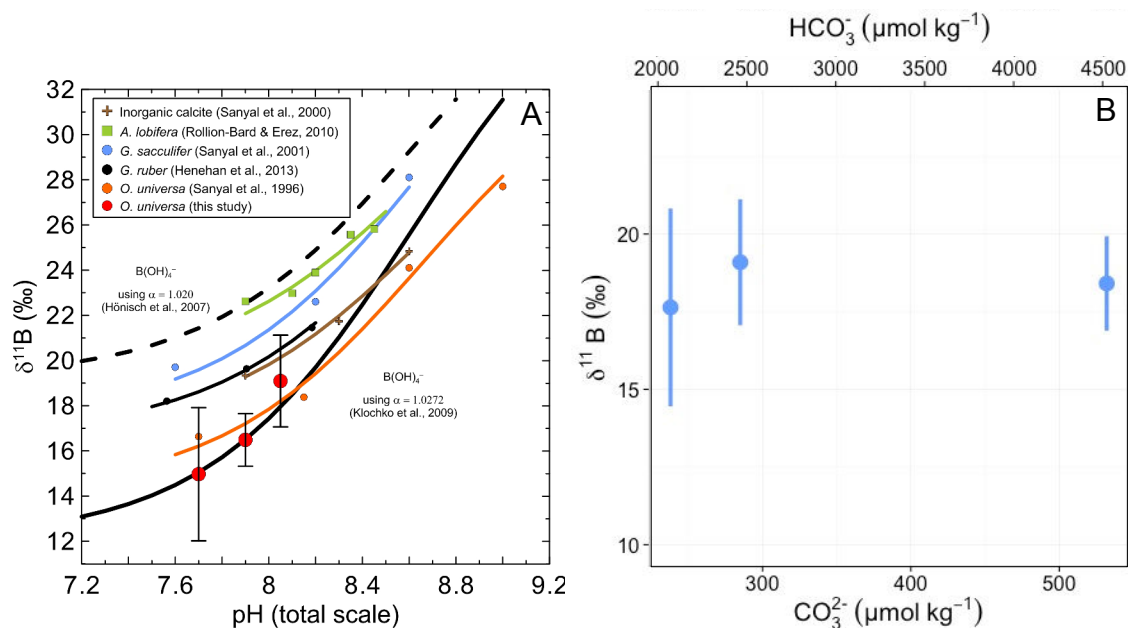 A
32
30
28
26
24
22
20
18
16
14
12
δ¹¹B (‰)
Inorganic calcite (Sanyal et al., 2000)
A. lobifera (Rollion-Bard & Erez, 2010)
G. sacculifer (Sanyal et al., 2001)
G. ruber (Henehan et al., 2013)
O. universa (Sanyal et al., 1996)
O. universa (this study)
B(OH)₄⁻
using α = 1.020
(Hönisch et al., 2007)
B(OH)₄⁻
using α = 1.0272
(Klochko et al., 2009)
7.2 7.6 8 8.4 8.8 9.2
pH (total scale)
HCO₃⁻ (µmol kg⁻¹)
2000 2500 3000 3500 4000 4500
B
20
15
10
δ¹¹ B (‰)
300 400 500
CO₃²⁻ (µmol kg⁻¹)